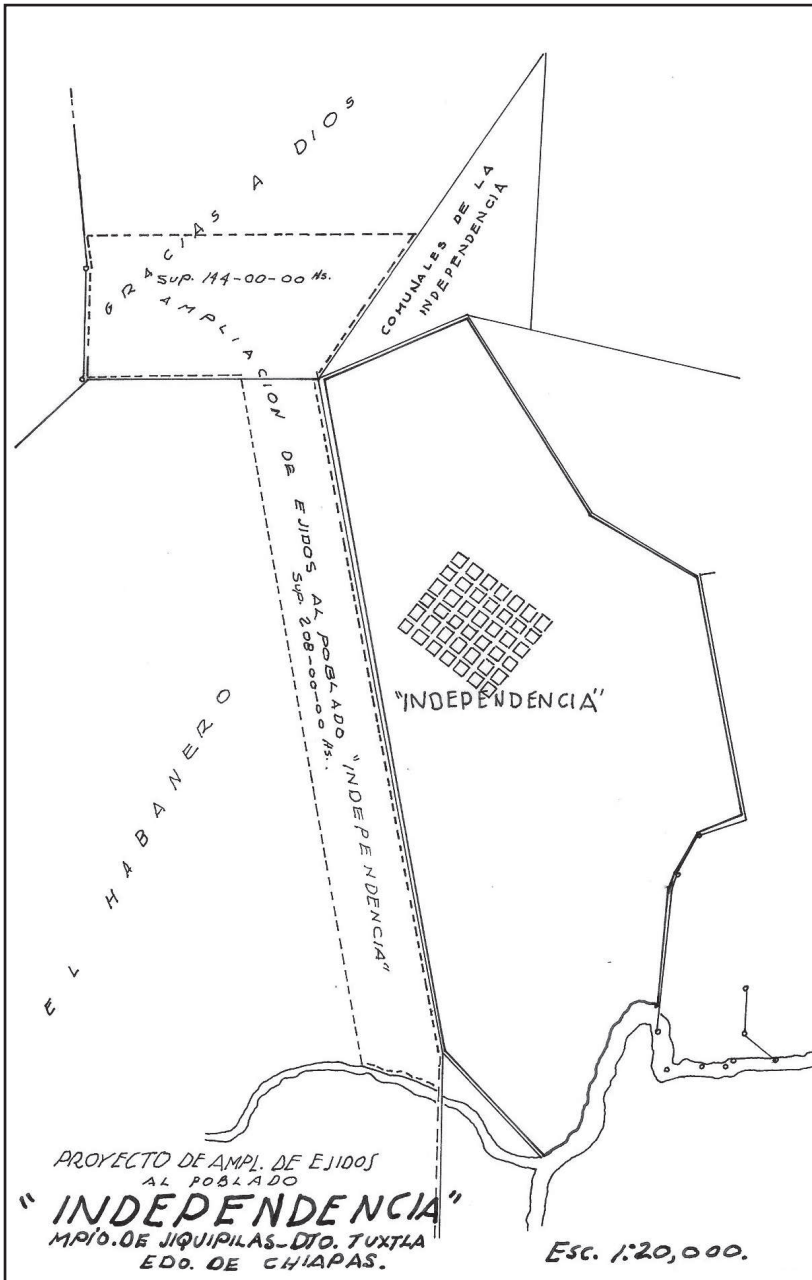 GRACIAS A DIOS
COMUNALES DE LA
INDEPENDENCIA
Sup. 144-00-00 Hs.
AMPLIACION DE EJIDOS AL POBLADO "INDEPENDENCIA"
Sup. 208-00-00 Hs.
"INDEPENDENCIA"
EL HABANERO
PROYECTO DE AMPL. DE EJIDOS
AL POBLADO
"INDEPENDENCIA"
MPIO. DE JIQUIPILAS-DTO. TUXTLA
EDO. DE CHIAPAS.
ESC. 1:20,000.